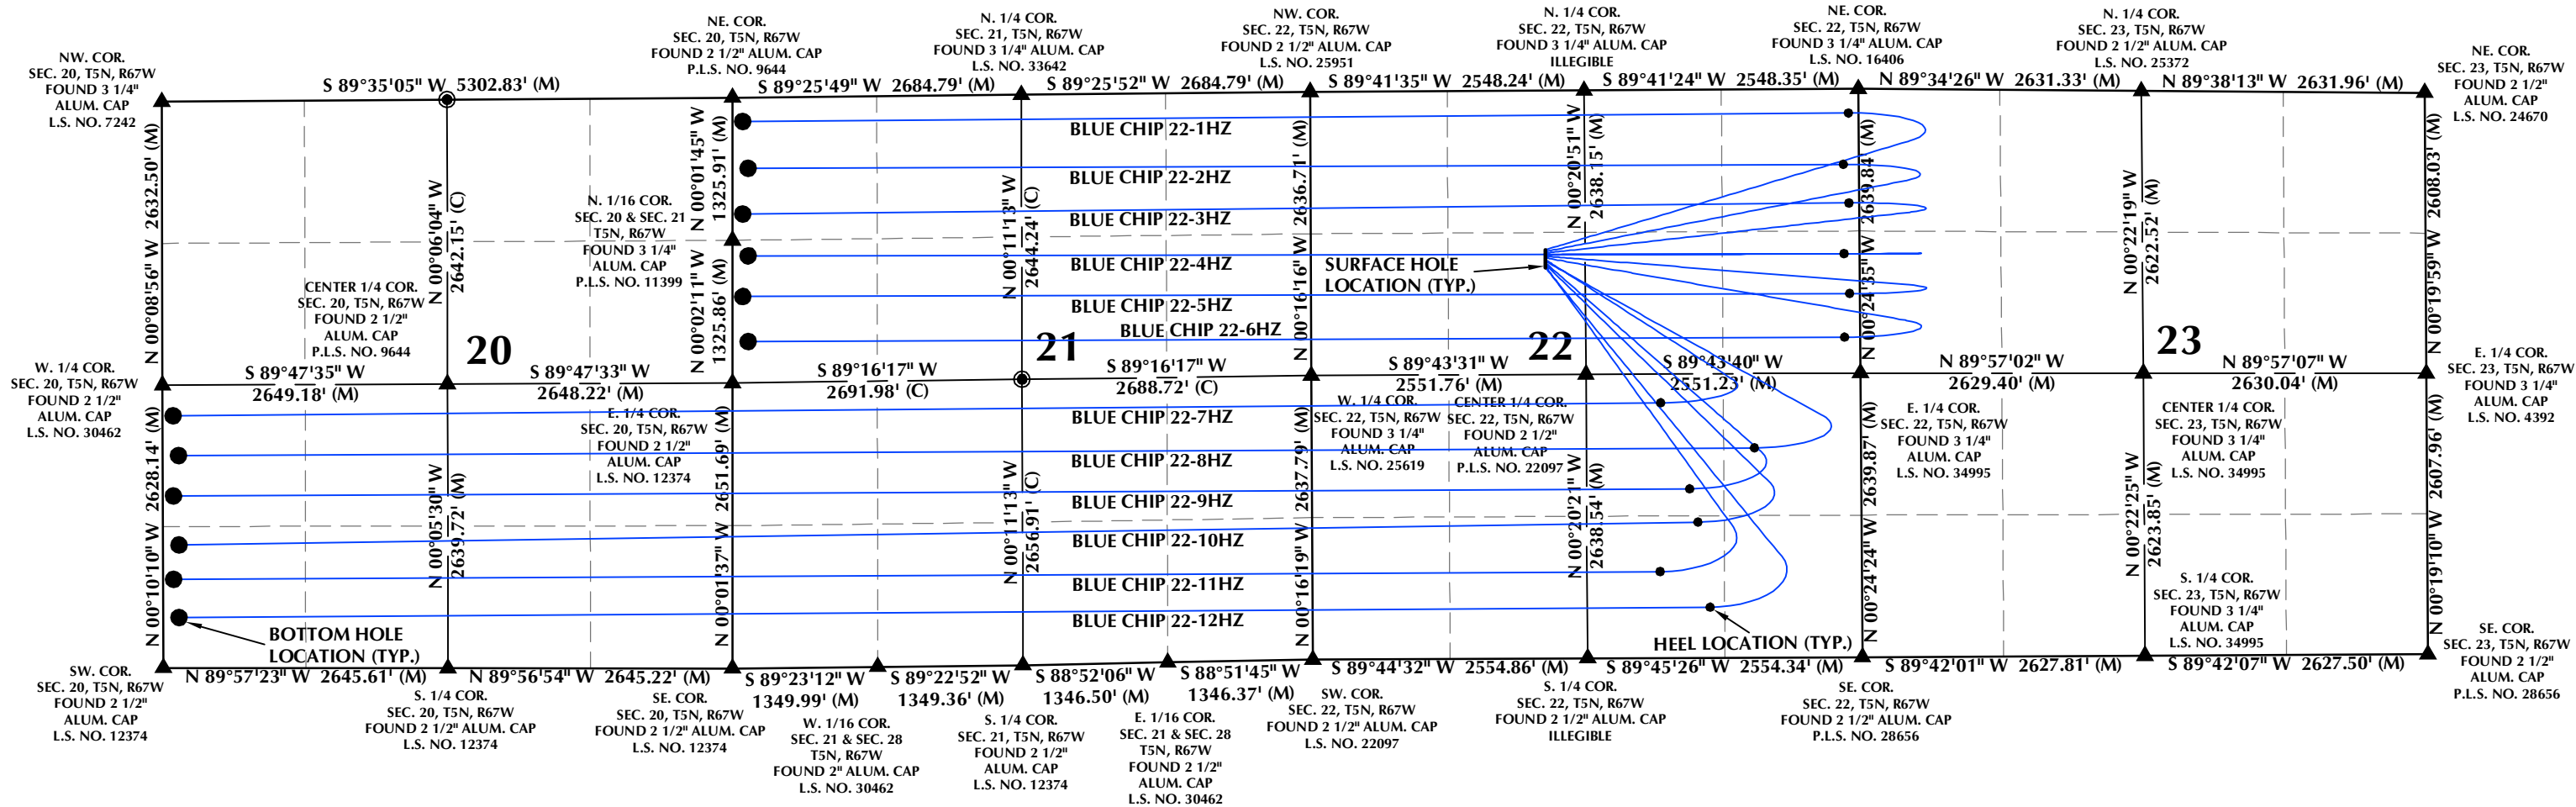 NW. COR.
SEC. 20, T5N, R67W
FOUND 3 1/4"
ALUM. CAP
L.S. NO. 7242
S 89°35'05" W 5302.83' (M)
NE. COR.
SEC. 20, T5N, R67W
FOUND 2 1/2" ALUM. CAP
P.L.S. NO. 9644
S 89°25'49" W 2684.79' (M)
N. 1/4 COR.
SEC. 21, T5N, R67W
FOUND 3 1/4" ALUM. CAP
L.S. NO. 33642
S 89°25'52" W 2684.79' (M)
NW. COR.
SEC. 22, T5N, R67W
FOUND 2 1/2" ALUM. CAP
L.S. NO. 25951
S 89°41'35" W 2548.24' (M)
N. 1/4 COR.
SEC. 22, T5N, R67W
FOUND 3 1/4" ALUM. CAP
ILLEGIBLE
S 89°41'24" W 2548.35' (M)
NE. COR.
SEC. 22, T5N, R67W
FOUND 3 1/4" ALUM. CAP
L.S. NO. 16406
N 89°34'26" W 2631.33' (M)
N. 1/4 COR.
SEC. 23, T5N, R67W
FOUND 2 1/2" ALUM. CAP
L.S. NO. 25372
N 89°38'13" W 2631.96' (M)
NE. COR.
SEC. 23, T5N, R67W
FOUND 2 1/2"
ALUM. CAP
L.S. NO. 24670
N 00°08'56" W 2632.50' (M)
N 00°06'04" W
2642.15' (C)
N 00°01'45" W
1325.91' (M)
N. 1/16 COR.
SEC. 20 & SEC. 21
T5N, R67W
FOUND 3 1/4"
ALUM. CAP
P.L.S. NO. 11399
N 00°02'11" W
1325.86' (M)
CENTER 1/4 COR.
SEC. 20, T5N, R67W
FOUND 2 1/2"
ALUM. CAP
P.L.S. NO. 9644
N 00°11'13" W
2644.24' (C)
N 00°16'16" W 2636.71' (M)
N 00°20'51" W
2638.15' (M)
N 00°24'35" W 2639.84' (M)
N 00°22'19" W
2622.52' (M)
N 00°19'59" W 2608.03' (M)
BLUE CHIP 22-1HZ
BLUE CHIP 22-2HZ
BLUE CHIP 22-3HZ
BLUE CHIP 22-4HZ
BLUE CHIP 22-5HZ
BLUE CHIP 22-6HZ
SURFACE HOLE
LOCATION (TYP.)
20
21
22
23
W. 1/4 COR.
SEC. 20, T5N, R67W
FOUND 2 1/2"
ALUM. CAP
L.S. NO. 30462
S 89°47'35" W
2649.18' (M)
S 89°47'33" W
2648.22' (M)
S 89°16'17" W
2691.98' (C)
S 89°16'17" W
2688.72' (C)
S 89°43'31" W
2551.76' (M)
S 89°43'40" W
2551.23' (M)
N 89°57'02" W
2629.40' (M)
N 89°57'07" W
2630.04' (M)
E. 1/4 COR.
SEC. 23, T5N, R67W
FOUND 3 1/4"
ALUM. CAP
L.S. NO. 4392
E. 1/4 COR.
SEC. 20, T5N, R67W
FOUND 2 1/2"
ALUM. CAP
L.S. NO. 12374
W. 1/4 COR.
SEC. 22, T5N, R67W
FOUND 3 1/4"
ALUM. CAP
L.S. NO. 25619
CENTER 1/4 COR.
SEC. 22, T5N, R67W
FOUND 2 1/2"
ALUM. CAP
P.L.S. NO. 22097
E. 1/4 COR.
SEC. 22, T5N, R67W
FOUND 3 1/4"
ALUM. CAP
L.S. NO. 34995
CENTER 1/4 COR.
SEC. 23, T5N, R67W
FOUND 3 1/4"
ALUM. CAP
L.S. NO. 34995
BLUE CHIP 22-7HZ
BLUE CHIP 22-8HZ
BLUE CHIP 22-9HZ
BLUE CHIP 22-10HZ
BLUE CHIP 22-11HZ
BLUE CHIP 22-12HZ
N 00°10'10" W 2628.14' (M)
N 00°05'30" W
2639.72' (M)
N 00°01'37" W 2651.69' (M)
N 00°11'13" W
2656.91' (C)
N 00°16'19" W 2637.79' (M)
N 00°20'21" W
2638.54' (M)
N 00°24'24" W 2639.87' (M)
N 00°22'25" W
2623.85' (M)
N 00°19'10" W 2607.96' (M)
BOTTOM HOLE
LOCATION (TYP.)
HEEL LOCATION (TYP.)
S. 1/4 COR.
SEC. 23, T5N, R67W
FOUND 3 1/4"
ALUM. CAP
L.S. NO. 34995
SW. COR.
SEC. 20, T5N, R67W
FOUND 2 1/2"
ALUM. CAP
L.S. NO. 12374
N 89°57'23" W 2645.61' (M)
S. 1/4 COR.
SEC. 20, T5N, R67W
FOUND 2 1/2" ALUM. CAP
L.S. NO. 12374
N 89°56'54" W 2645.22' (M)
SE. COR.
SEC. 20, T5N, R67W
FOUND 2 1/2" ALUM. CAP
L.S. NO. 12374
S 89°23'12" W
1349.99' (M)
W. 1/16 COR.
SEC. 21 & SEC. 28
T5N, R67W
FOUND 2" ALUM. CAP
L.S. NO. 30462
S 89°22'52" W
1349.36' (M)
S. 1/4 COR.
SEC. 21, T5N, R67W
FOUND 2 1/2"
ALUM. CAP
L.S. NO. 12374
S 88°52'06" W
1346.50' (M)
E. 1/16 COR.
SEC. 21 & SEC. 28
T5N, R67W
FOUND 2 1/2"
ALUM. CAP
L.S. NO. 30462
S 88°51'45" W
1346.37' (M)
SW. COR.
SEC. 22, T5N, R67W
FOUND 2 1/2" ALUM. CAP
L.S. NO. 22097
S 89°44'32" W 2554.86' (M)
S. 1/4 COR.
SEC. 22, T5N, R67W
FOUND 2 1/2" ALUM. CAP
ILLEGIBLE
S 89°45'26" W 2554.34' (M)
SE. COR.
SEC. 22, T5N, R67W
FOUND 2 1/2" ALUM. CAP
P.L.S. NO. 28656
S 89°42'01" W 2627.81' (M)
S 89°42'07" W 2627.50' (M)
SE. COR.
SEC. 23, T5N, R67W
FOUND 2 1/2"
ALUM. CAP
P.L.S. NO. 28656